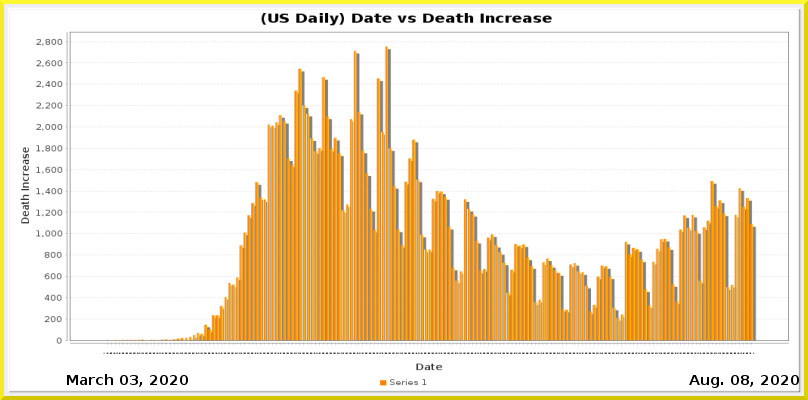 (US Daily) Date vs Death Increase
2,800
2,600
2,400
2,200
2,000
1,800
1,600
1,400
1,200
1,000
800
600
400
200
0
Death Increase
Date
March 03, 2020
Aug. 08, 2020
Series 1